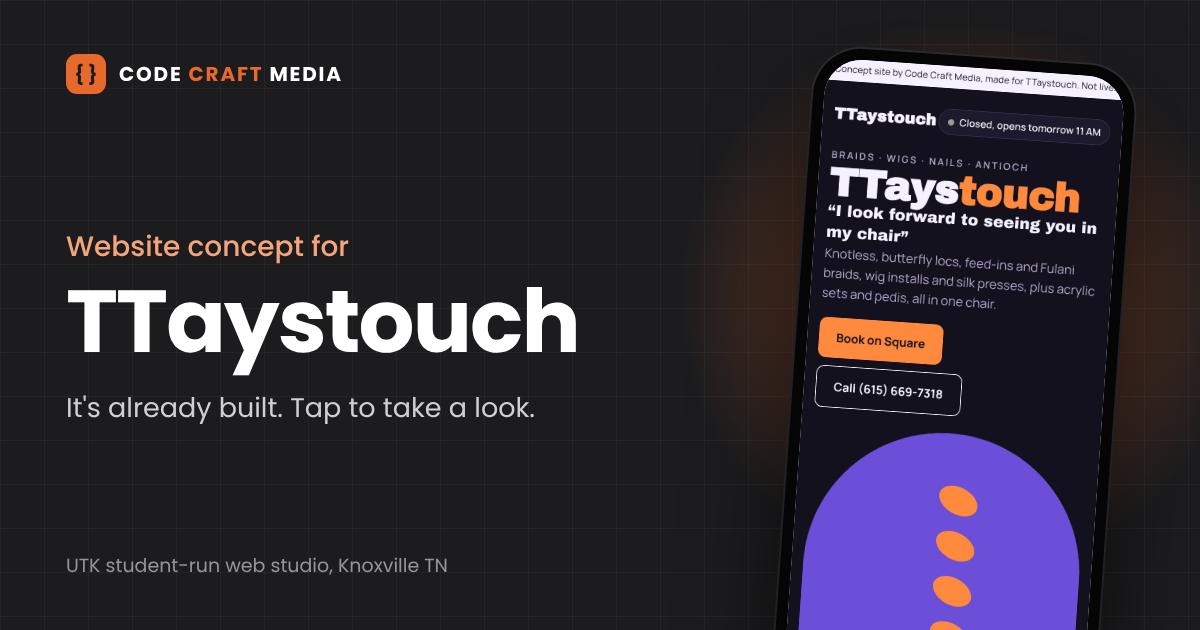 { } CODE CRAFT MEDIA
Website concept for
TTaystouch
It's already built. Tap to take a look.
UTK student-run web studio, Knoxville TN
Concept site by Code Craft Media, made for TTaystouch. Not live.
TTaystouch
Closed, opens tomorrow 11 AM
BRAIDS · WIGS · NAILS · ANTIOCH
TTaystouch
“I look forward to seeing you in
my chair”
Knotless, butterfly locs, feed-ins and Fulani
braids, wig installs and silk presses, plus acrylic
sets and pedis, all in one chair.
Book on Square
Call (615) 669-7318